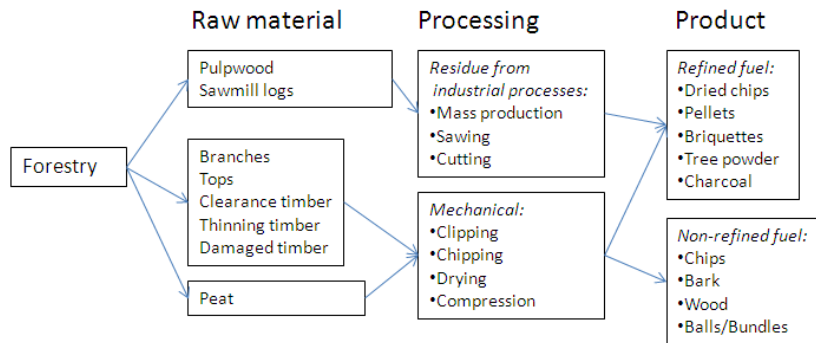 Raw material
Processing
Product
Forestry
Pulpwood
Sawmill logs
Branches
Tops
Clearance timber
Thinning timber
Damaged timber
Peat
Residue from
industrial processes:
•Mass production
•Sawing
•Cutting
Mechanical:
•Clipping
•Chipping
•Drying
•Compression
Refined fuel:
•Dried chips
•Pellets
•Briquettes
•Tree powder
•Charcoal
Non-refined fuel:
•Chips
•Bark
•Wood
•Balls/Bundles